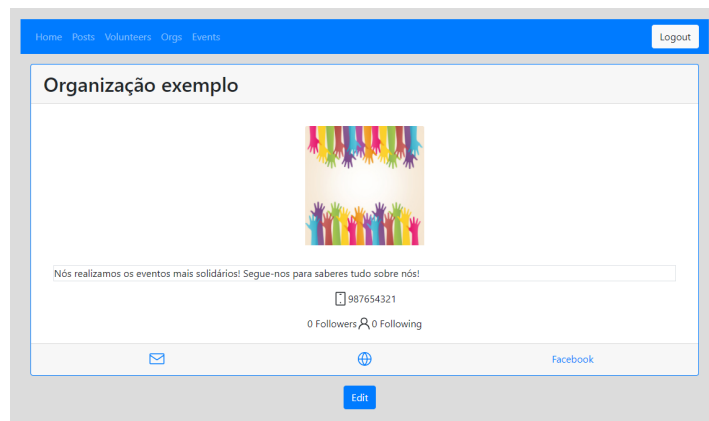 Home Posts Volunteers Orgs Events Logout
Organização exemplo
Nós realizamos os eventos mais solidários! Segue-nos para saberes tudo sobre nós!
987654321
0 Followers 0 Following
Facebook
Edit